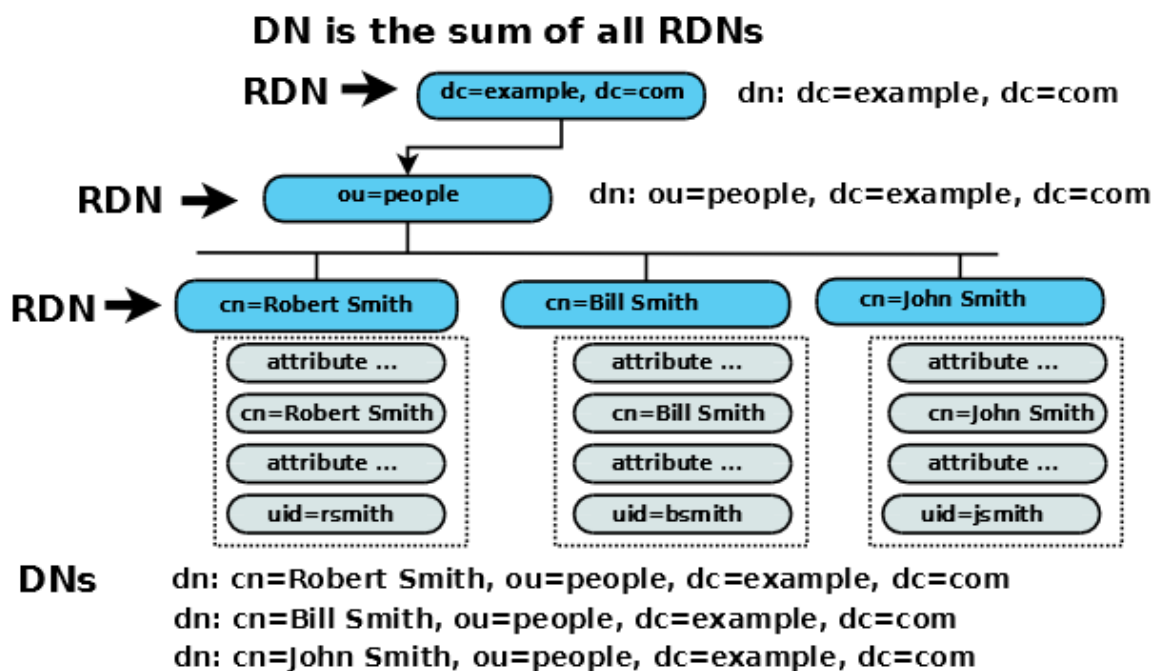 DN is the sum of all RDNs
RDN
dc=example, dc=com
dn: dc=example, dc=com
RDN
ou=people
dn: ou=people, dc=example, dc=com
RDN
cn=Robert Smith
cn=Bill Smith
cn=John Smith
attribute ...
attribute ...
attribute ...
cn=Robert Smith
cn=Bill Smith
cn=John Smith
attribute ...
attribute ...
attribute ...
uid=rsmith
uid=bsmith
uid=jsmith
DNs
dn: cn=Robert Smith, ou=people, dc=example, dc=com
dn: cn=Bill Smith, ou=people, dc=example, dc=com
dn: cn=John Smith, ou=people, dc=example, dc=com